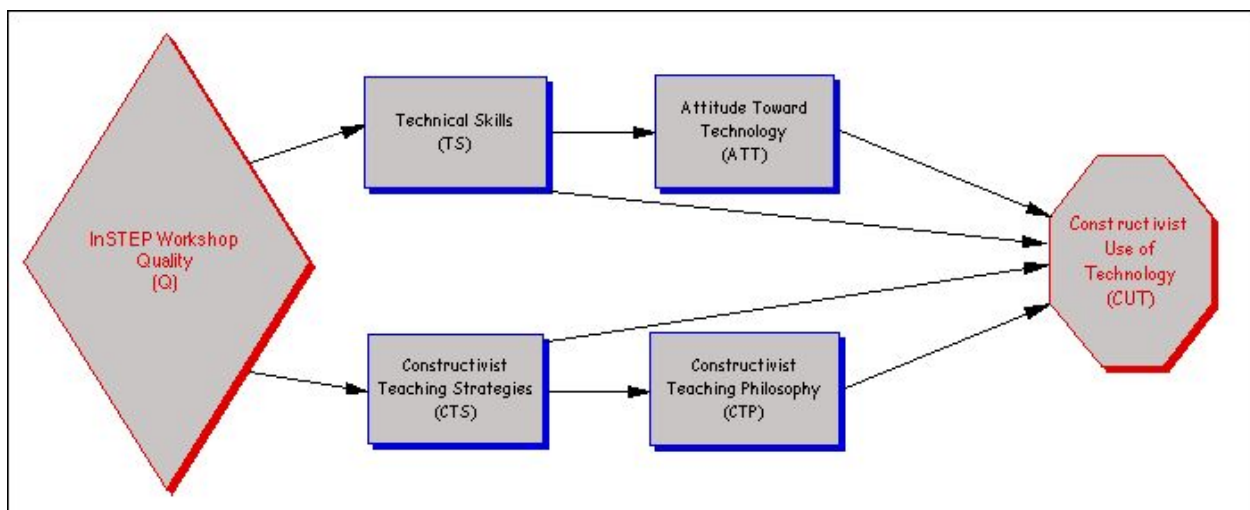 InSTEP Workshop
Quality
(Q)
Technical Skills
(TS)
Attitude Toward
Technology
(ATT)
Constructivist
Teaching Strategies
(CTS)
Constructivist
Teaching Philosophy
(CTP)
Constructivist
Use of
Technology
(CUT)